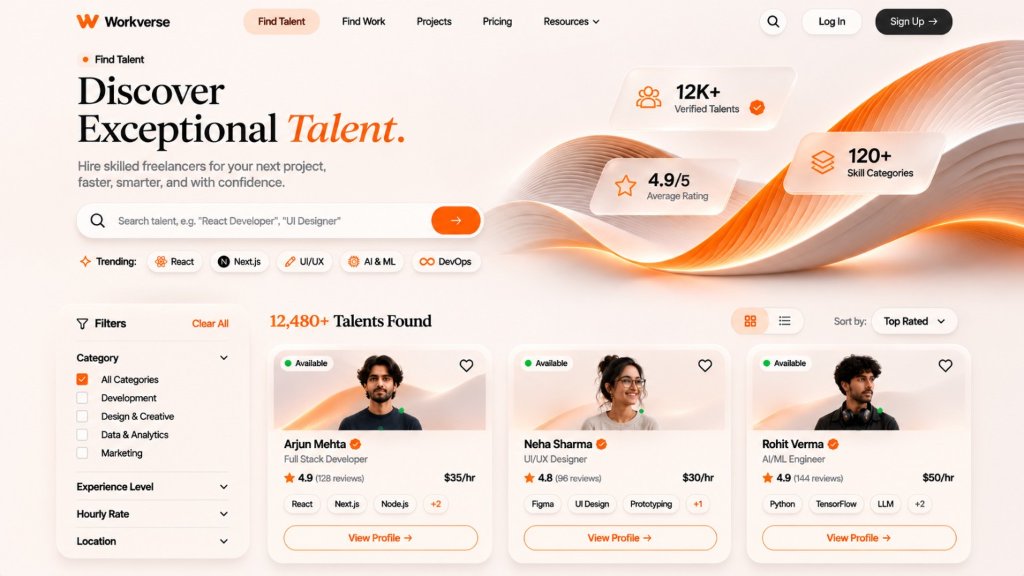 Workverse
Find Talent
Find Work
Projects
Pricing
Resources
Log In
Sign Up →
Find Talent
Discover
Exceptional Talent.
Hire skilled freelancers for your next project,
faster, smarter, and with confidence.
Search talent, e.g. "React Developer", "UI Designer"
Trending:
React
Next.js
UI/UX
AI & ML
DevOps
12K+
Verified Talents
4.9/5
Average Rating
120+
Skill Categories
Filters
Clear All
Category
All Categories
Development
Design & Creative
Data & Analytics
Marketing
Experience Level
Hourly Rate
Location
12,480+ Talents Found
Sort by:
Top Rated
Available
Arjun Mehta
Full Stack Developer
4.9 (128 reviews)
$35/hr
React
Next.js
Node.js
+2
View Profile →
Available
Neha Sharma
UI/UX Designer
4.8 (96 reviews)
$30/hr
Figma
UI Design
Prototyping
+1
View Profile →
Available
Rohit Verma
AI/ML Engineer
4.9 (144 reviews)
$50/hr
Python
TensorFlow
LLM
+2
View Profile →